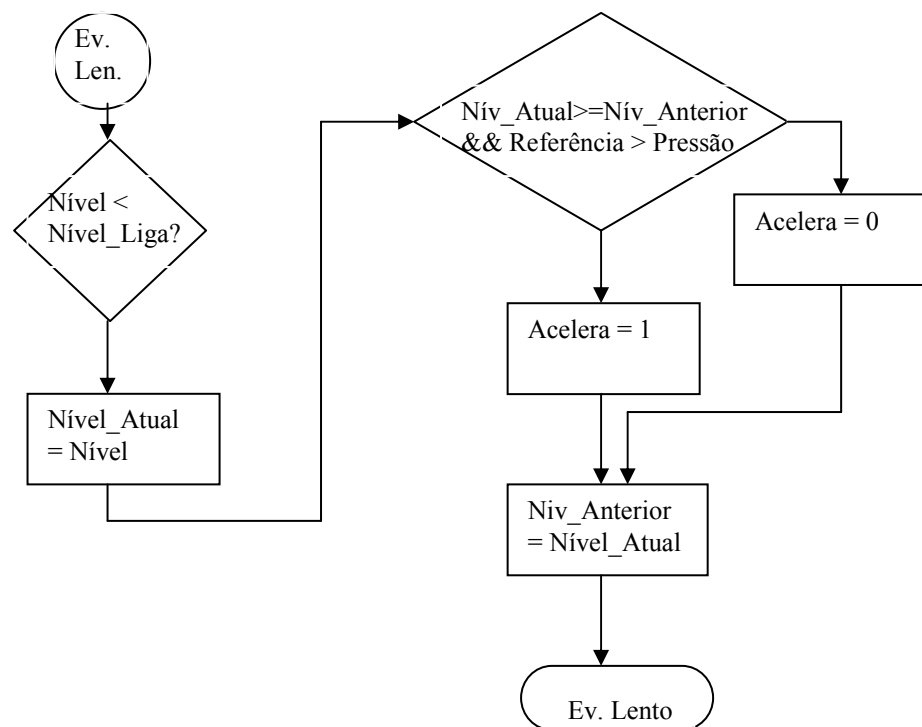 Ev.
Len.
Nível <
Nível_Liga?
Nível_Atual
= Nível
Nív_Atual>=Nív_Anterior
&& Referência > Pressão
Acelera = 0
Acelera = 1
Niv_Anterior
= Nível_Atual
Ev. Lento